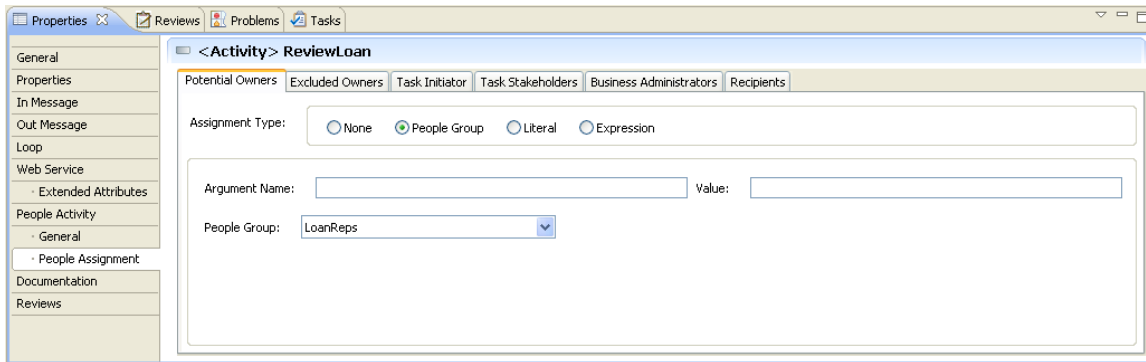 Properties Reviews Problems Tasks
<Activity> ReviewLoan
General
Properties
In Message
Out Message
Loop
Web Service
· Extended Attributes
People Activity
· General
· People Assignment
Documentation
Reviews
Potential Owners Excluded Owners Task Initiator Task Stakeholders Business Administrators Recipients
Assignment Type: None People Group Literal Expression
Argument Name: Value:
People Group: LoanReps